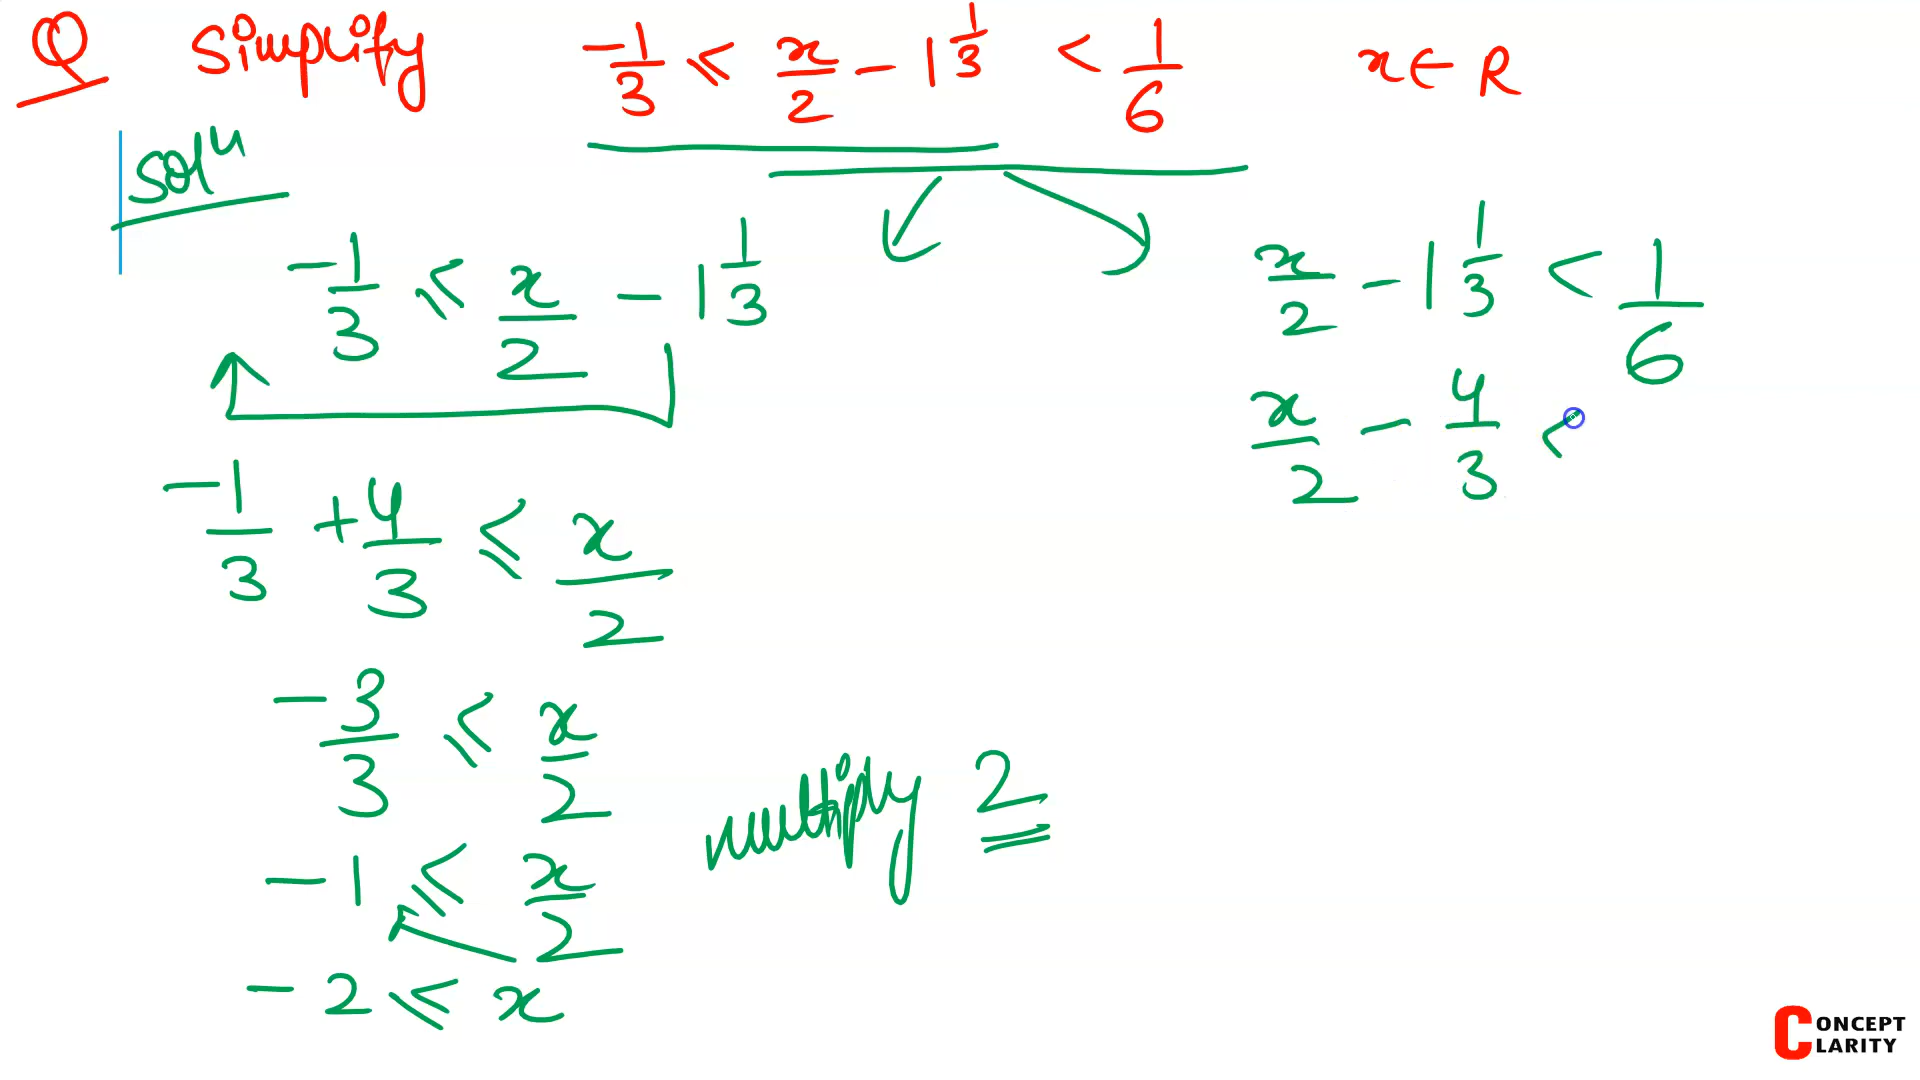 Q Simplify -1/3 ≤ x/2 - 1 1/3 < 1/6 x ∈ R
Solⁿ
-1/3 ≤ x/2 - 1 1/3
-1/3 + 4/3 ≤ x/2
-3/3 ≤ x/2
-1 ≤ x/2
-2 ≤ x
multiply 2
x/2 - 1 1/3 < 1/6
x/2 - 4/3 <
CONCEPT
CLARITY